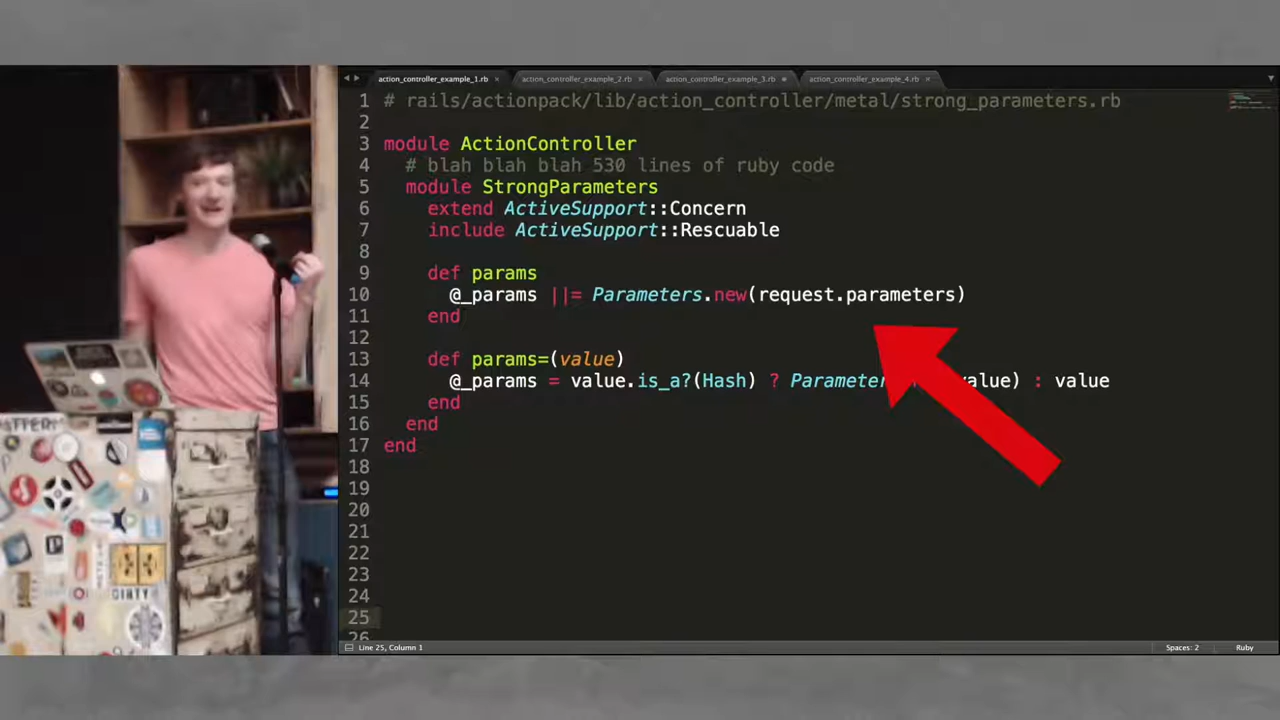 action_controller_example_1.rb × action_controller_example_2.rb × action_controller_example_3.rb action_controller_example_4.rb ×
1 # rails/actionpack/lib/action_controller/metal/strong_parameters.rb
2
3 module ActionController
4 # blah blah blah 530 lines of ruby code
5 module StrongParameters
6 extend ActiveSupport::Concern
7 include ActiveSupport::Rescuable
8
9 def params
10 @_params ||= Parameters.new(request.parameters)
11 end
12
13 def params=(value)
14 @_params = value.is_a?(Hash) ? Parameter value) : value
15 end
16 end
17 end
18
19
20
21
22
23
24
25
26
Line 25, Column 1 Spaces: 2 Ruby
DIRTY